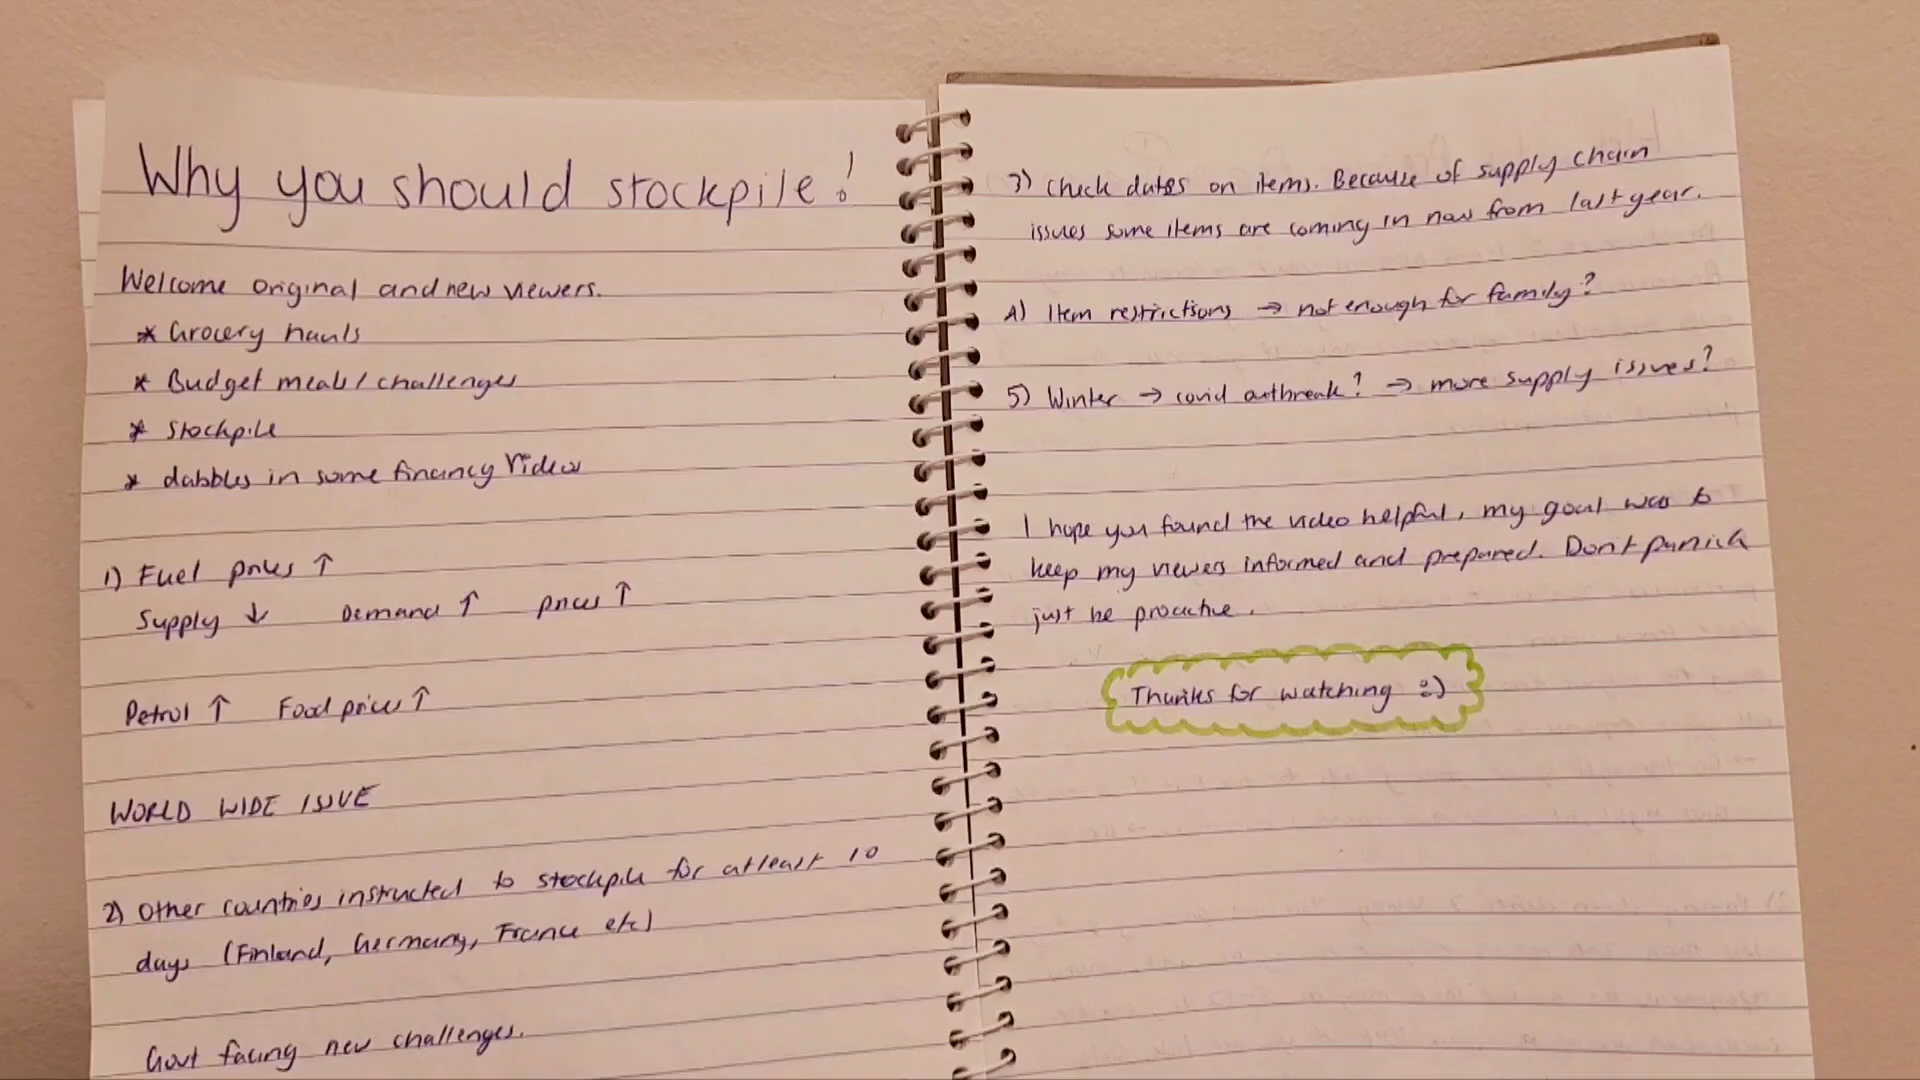 Why you should stockpile!
Welcome original and new viewers.
* Grocery hauls
* Budget meals / challenges
* Stockpile
* dabbles in some financy videos
1) Fuel prices ↑
Supply ↓ Demand ↑ prices ↑
Petrol ↑ Food prices ↑
WORLD WIDE ISSUE
2) Other countries instructed to stockpile for atleast 10
days (Finland, Germany, France etc)
Govt facing new challenges.
3) Check dates on items. Because of supply chain
issues some items are coming in now from last year.
4) Item restrictions → not enough for family?
5) Winter → covid outbreak? → more supply issues?
I hope you found the video helpful, my goal was to
keep my viewers informed and prepared. Don't panick
just be proactive.
Thanks for watching :)